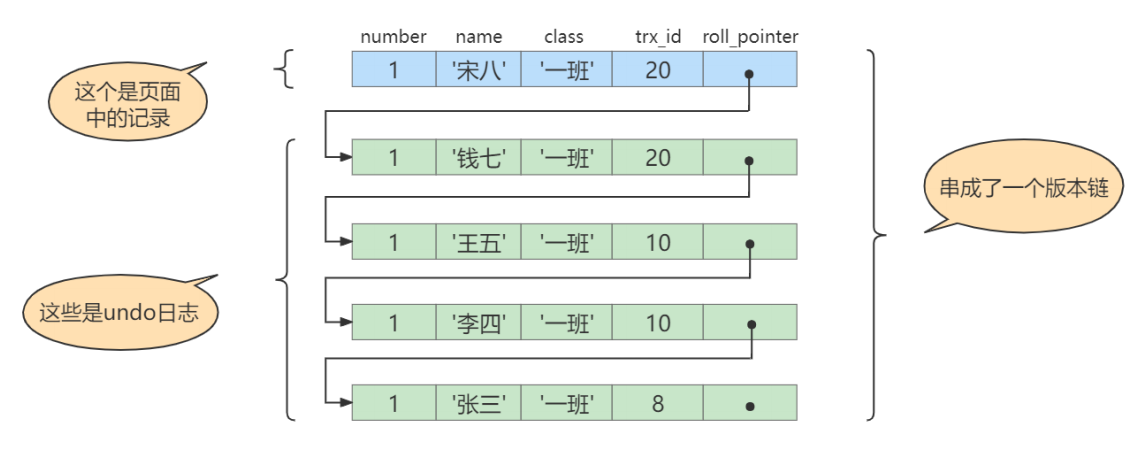 number name class trx_id roll_pointer
1 '宋八' '一班' 20
这个是页面
中的记录
1 '钱七' '一班' 20
串成了一个版本链
1 '王五' '一班' 10
这些是undo日志
1 '李四' '一班' 10
1 '张三' '一班' 8